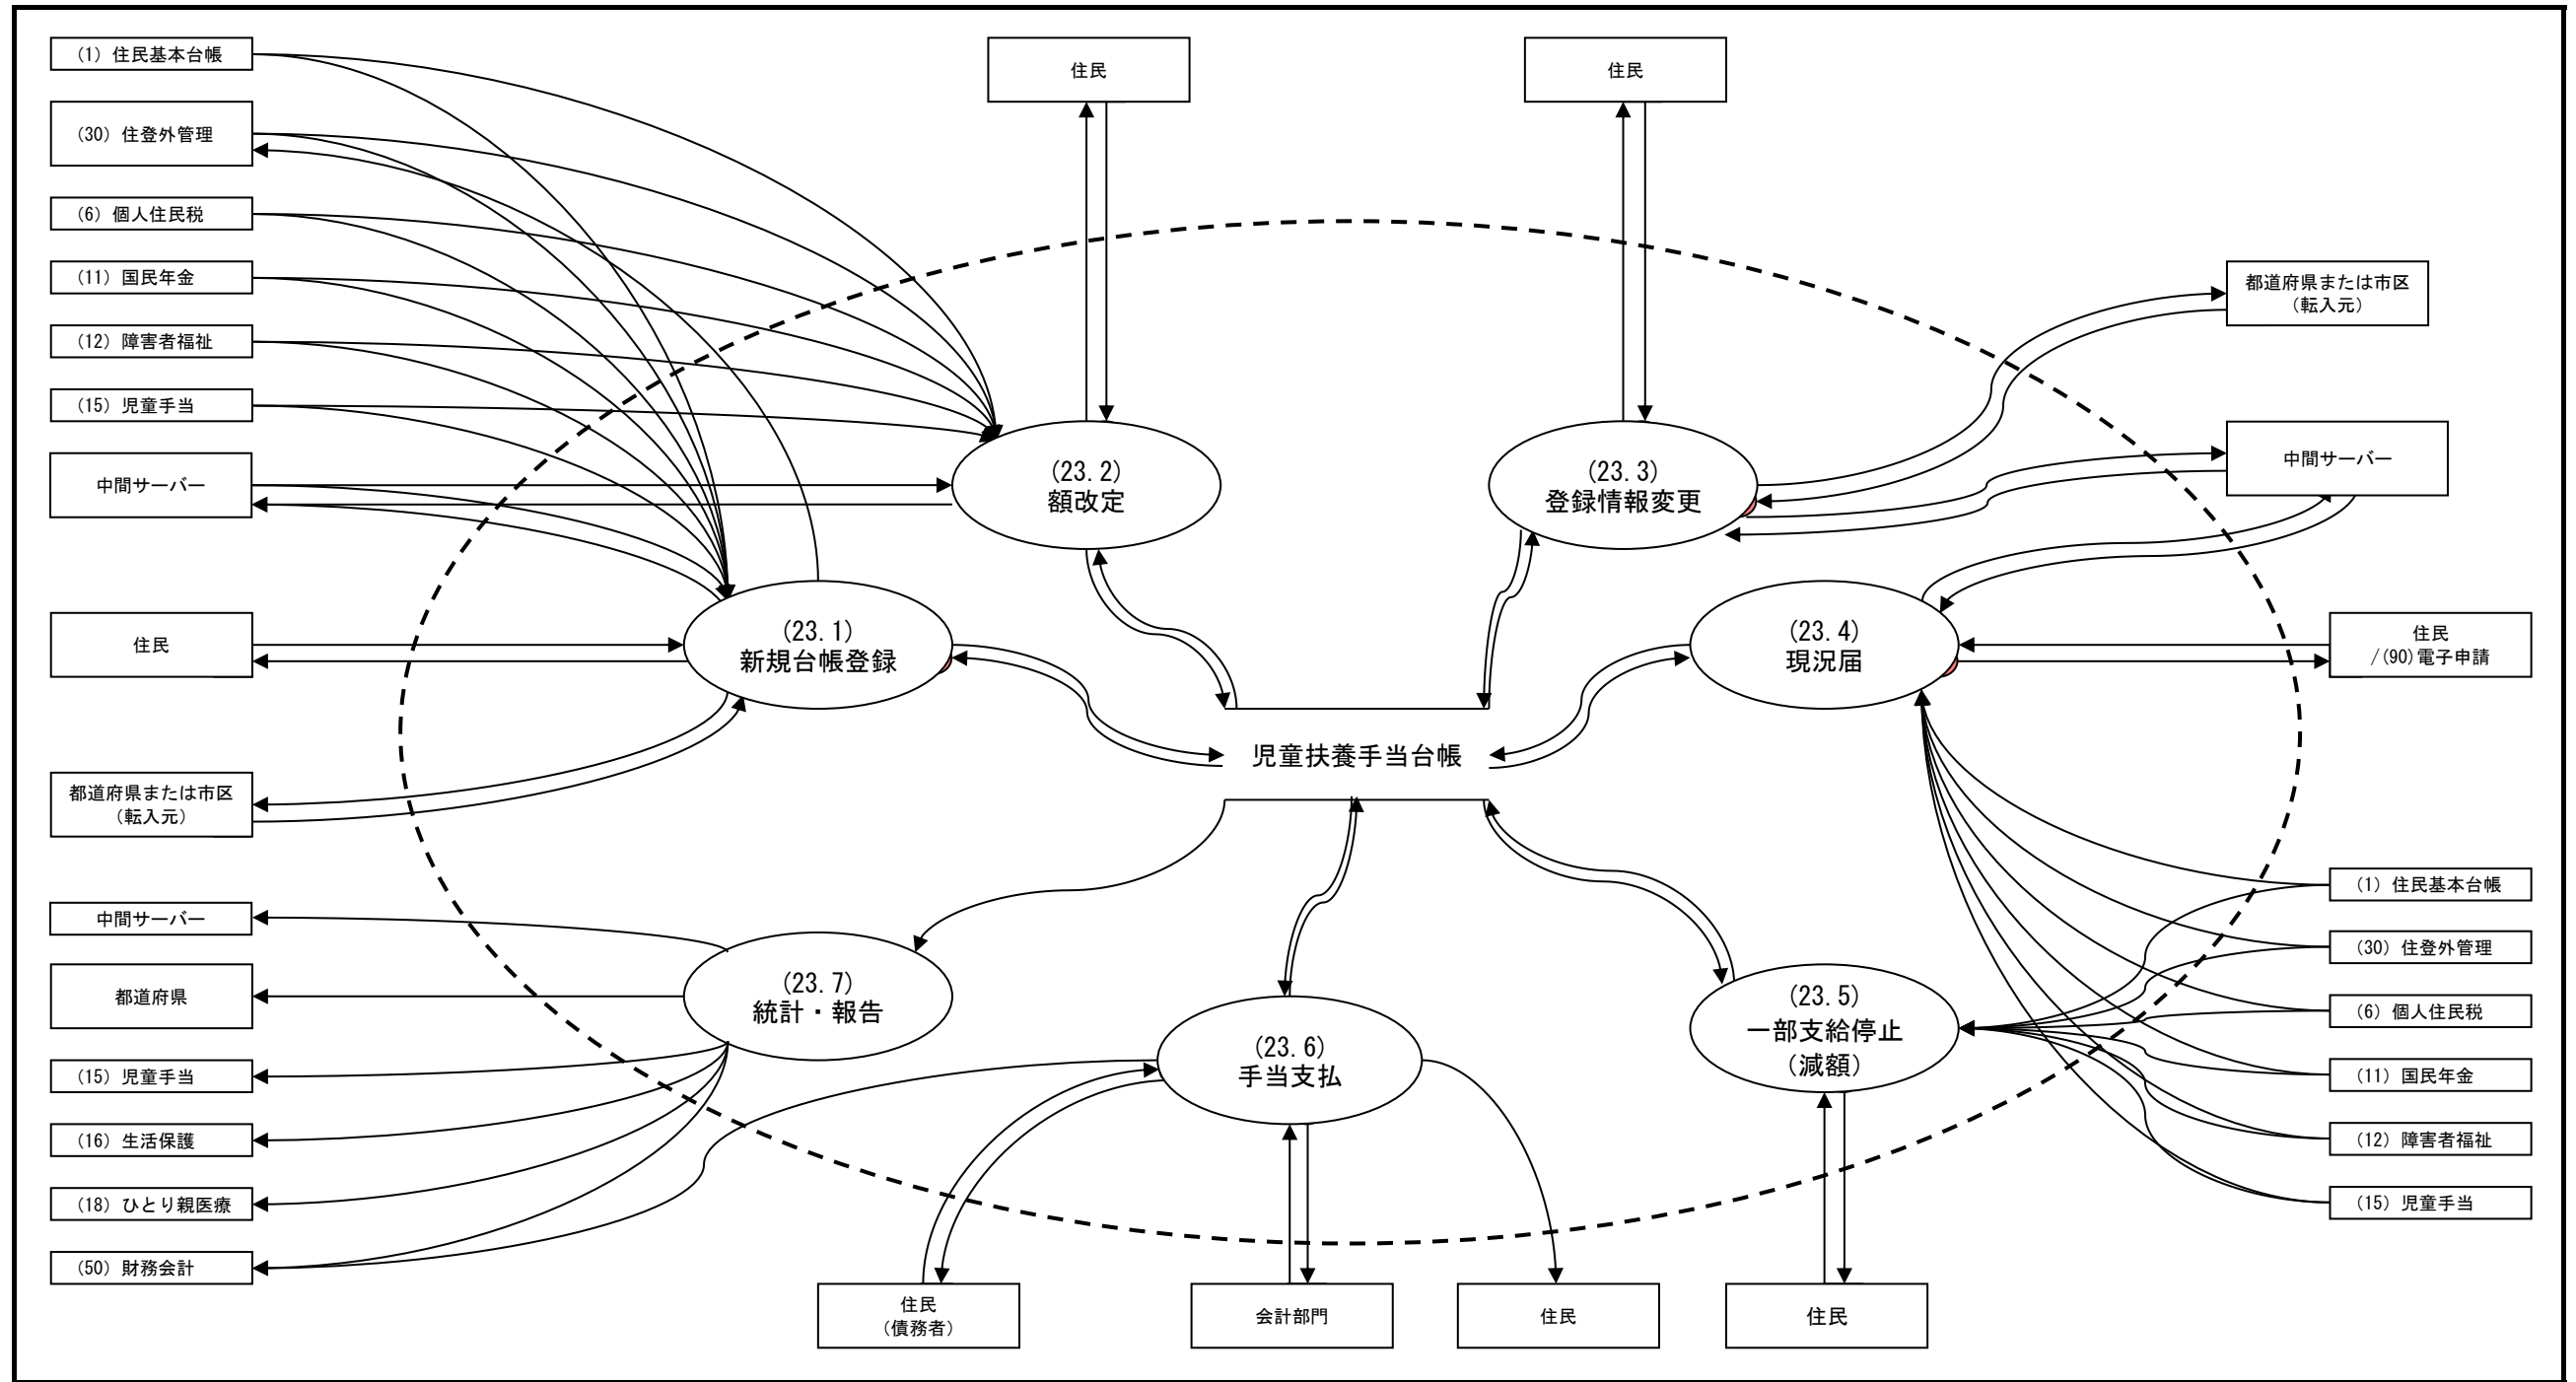 (1) 住民基本台帳
(30) 住登外管理
(6) 個人住民税
(11) 国民年金
(12) 障害者福祉
(15) 児童手当
中間サーバー
住民
都道府県または市区
(転入元)
中間サーバー
都道府県
(15) 児童手当
(16) 生活保護
(18) ひとり親医療
(50) 財務会計
住民
住民
(23.2)
額改定
(23.3)
登録情報変更
(23.1)
新規台帳登録
(23.4)
現況届
児童扶養手当台帳
(23.7)
統計・報告
(23.6)
手当支払
(23.5)
一部支給停止
(減額)
都道府県または市区
(転入元)
中間サーバー
住民
/(90)電子申請
(1) 住民基本台帳
(30) 住登外管理
(6) 個人住民税
(11) 国民年金
(12) 障害者福祉
(15) 児童手当
住民
(債務者)
会計部門
住民
住民